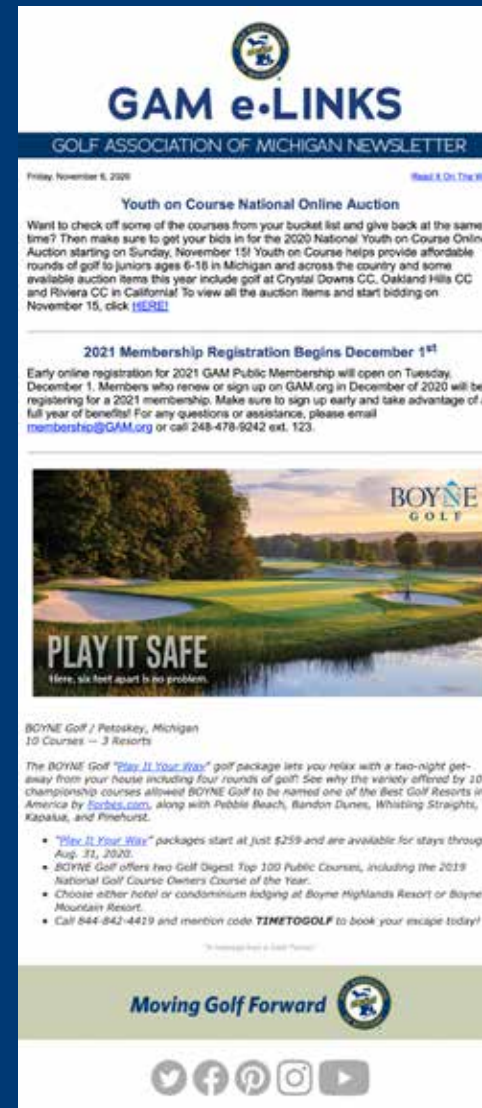 GAM e•LINKS
GOLF ASSOCIATION OF MICHIGAN NEWSLETTER
Friday, November 6, 2020
Read It On The W
Youth on Course National Online Auction
Want to check off some of the courses from your bucket list and give back at the same
time? Then make sure to get your bids in for the 2020 National Youth on Course Online
Auction starting on Sunday, November 15! Youth on Course helps provide affordable
rounds of golf to juniors ages 6-18 in Michigan and across the country and some
available auction items this year include golf at Crystal Downs CC, Oakland Hills CC
and Riviera CC in California! To view all the auction items and start bidding on
November 15, click HERE!
2021 Membership Registration Begins December 1st
Early online registration for 2021 GAM Public Membership will open on Tuesday,
December 1. Members who renew or sign up on GAM.org in December of 2020 will be
registering for a 2021 membership. Make sure to sign up early and take advantage of a
full year of benefits! For any questions or assistance, please email
membership@GAM.org or call 248-478-9242 ext. 123.
BOYNE
GOLF
PLAY IT SAFE
Here, six feet apart is no problem.
BOYNE Golf / Petoskey, Michigan
10 Courses — 3 Resorts
The BOYNE Golf "Play It Your Way" golf package lets you relax with a two-night get-
away from your house including four rounds of golf! See why the variety offered by 10
championship courses allowed BOYNE Golf to be named one of the Best Golf Resorts in
America by Forbes.com, along with Pebble Beach, Bandon Dunes, Whistling Straights,
Kapalua, and Pinehurst.
• "Play It Your Way" packages start at just $259 and are available for stays throug
Aug. 31, 2020.
• BOYNE Golf offers two Golf Digest Top 100 Public Courses, including the 2019
National Golf Course Owners Course of the Year.
• Choose either hotel or condominium lodging at Boyne Highlands Resort or Boyne
Mountain Resort.
• Call 844-842-4419 and mention code TIMETOGOLF to book your escape today!
Moving Golf Forward